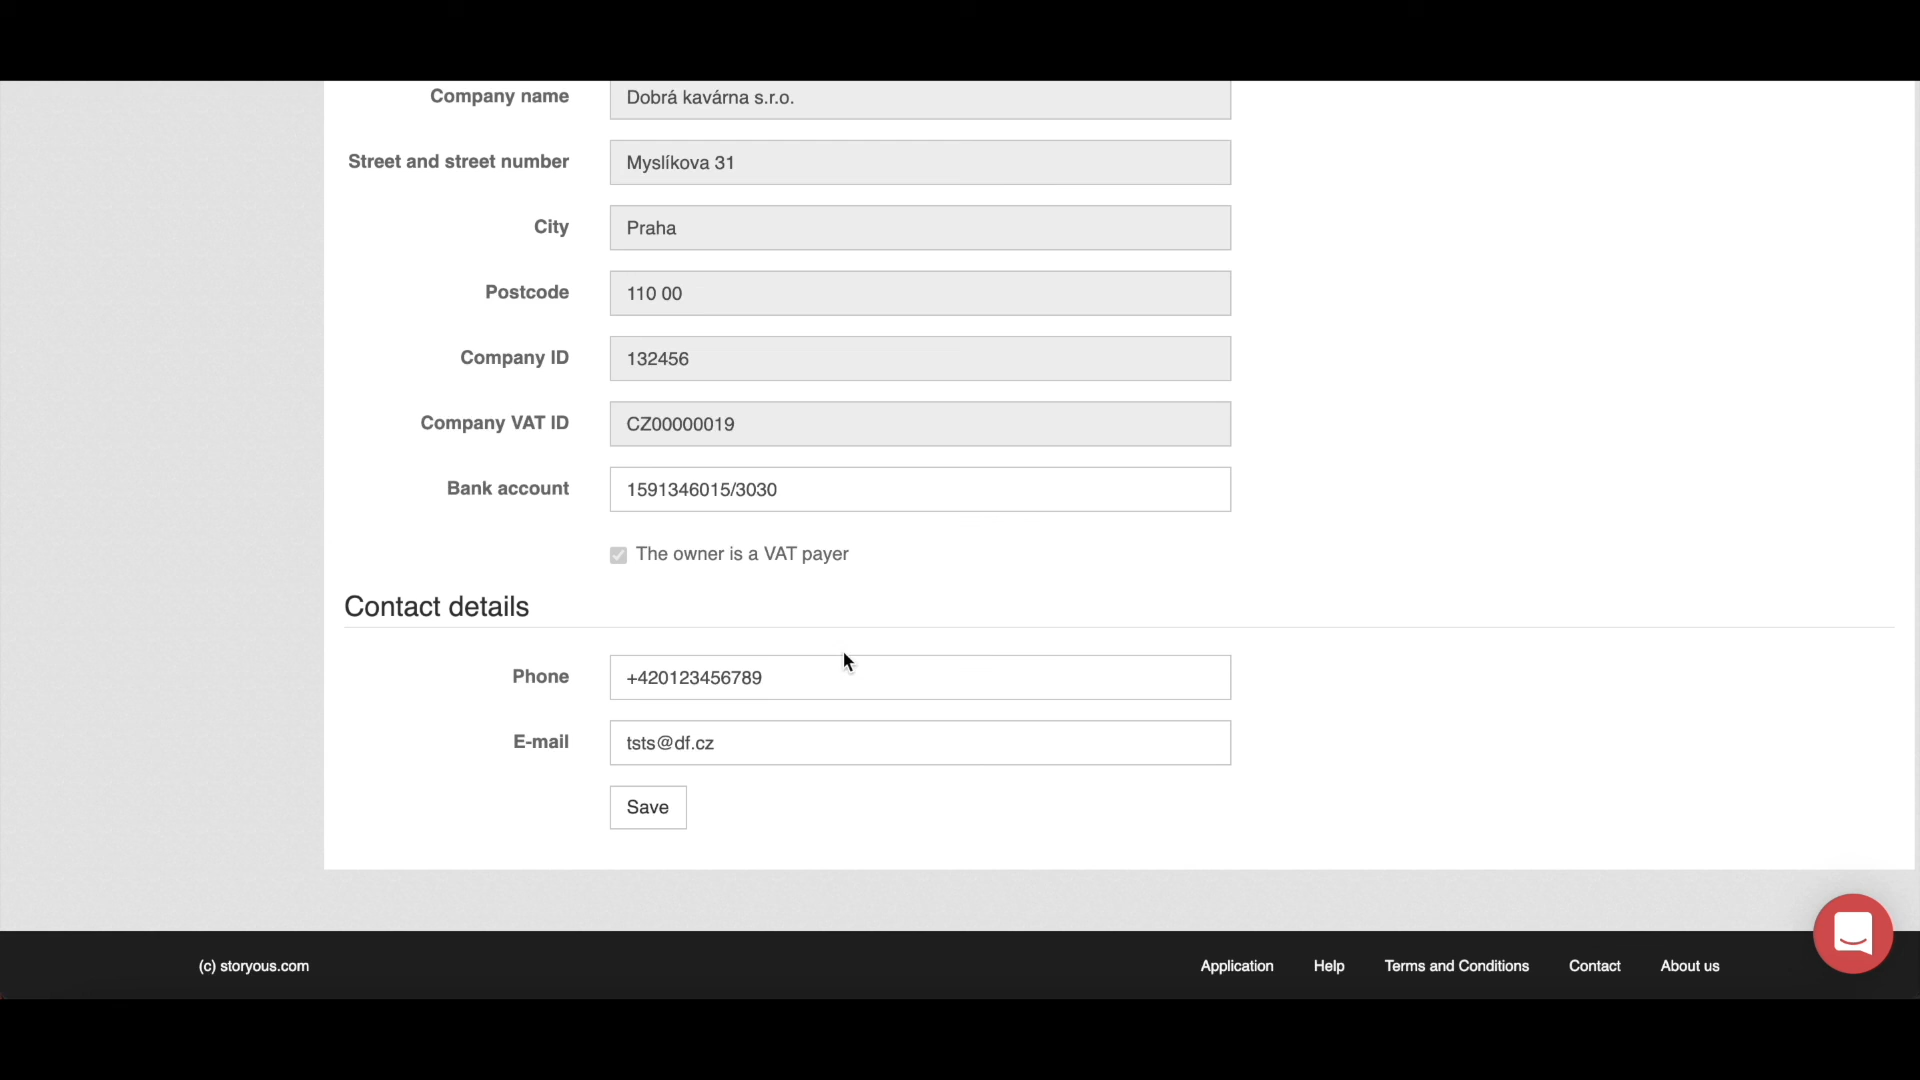 Company name Dobrá kavárna s.r.o.
Street and street number Myslíkova 31
City Praha
Postcode 110 00
Company ID 132456
Company VAT ID CZ00000019
Bank account 1591346015/3030
The owner is a VAT payer
Contact details
Phone +420123456789
E-mail tsts@df.cz
Save
(c) storyous.com Application Help Terms and Conditions Contact About us